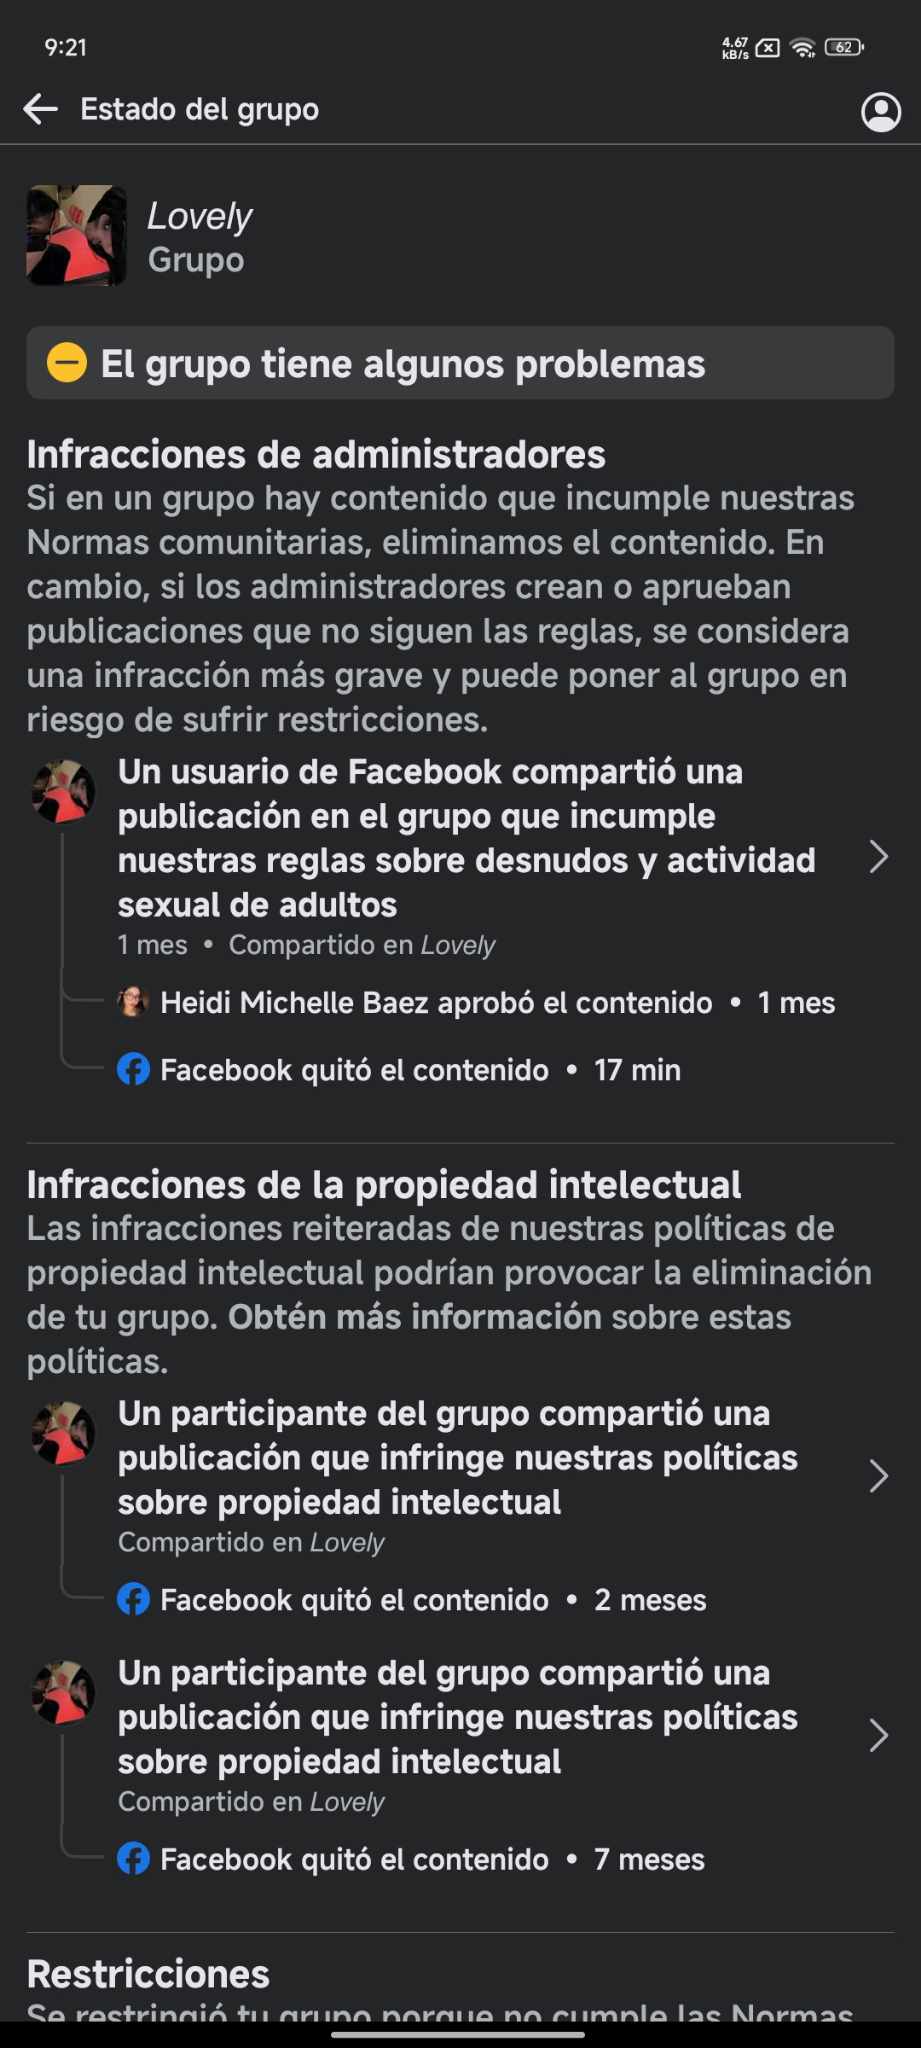 9:21
4.67
kB/s
62
Estado del grupo
Lovely
Grupo
El grupo tiene algunos problemas
Infracciones de administradores
Si en un grupo hay contenido que incumple nuestras
Normas comunitarias, eliminamos el contenido. En
cambio, si los administradores crean o aprueban
publicaciones que no siguen las reglas, se considera
una infracción más grave y puede poner al grupo en
riesgo de sufrir restricciones.
Un usuario de Facebook compartió una
publicación en el grupo que incumple
nuestras reglas sobre desnudos y actividad
sexual de adultos
1 mes • Compartido en Lovely
Heidi Michelle Baez aprobó el contenido • 1 mes
Facebook quitó el contenido • 17 min
Infracciones de la propiedad intelectual
Las infracciones reiteradas de nuestras políticas de
propiedad intelectual podrían provocar la eliminación
de tu grupo. Obtén más información sobre estas
políticas.
Un participante del grupo compartió una
publicación que infringe nuestras políticas
sobre propiedad intelectual
Compartido en Lovely
Facebook quitó el contenido • 2 meses
Un participante del grupo compartió una
publicación que infringe nuestras políticas
sobre propiedad intelectual
Compartido en Lovely
Facebook quitó el contenido • 7 meses
Restricciones
Se restringió tu grupo porque no cumple las Normas